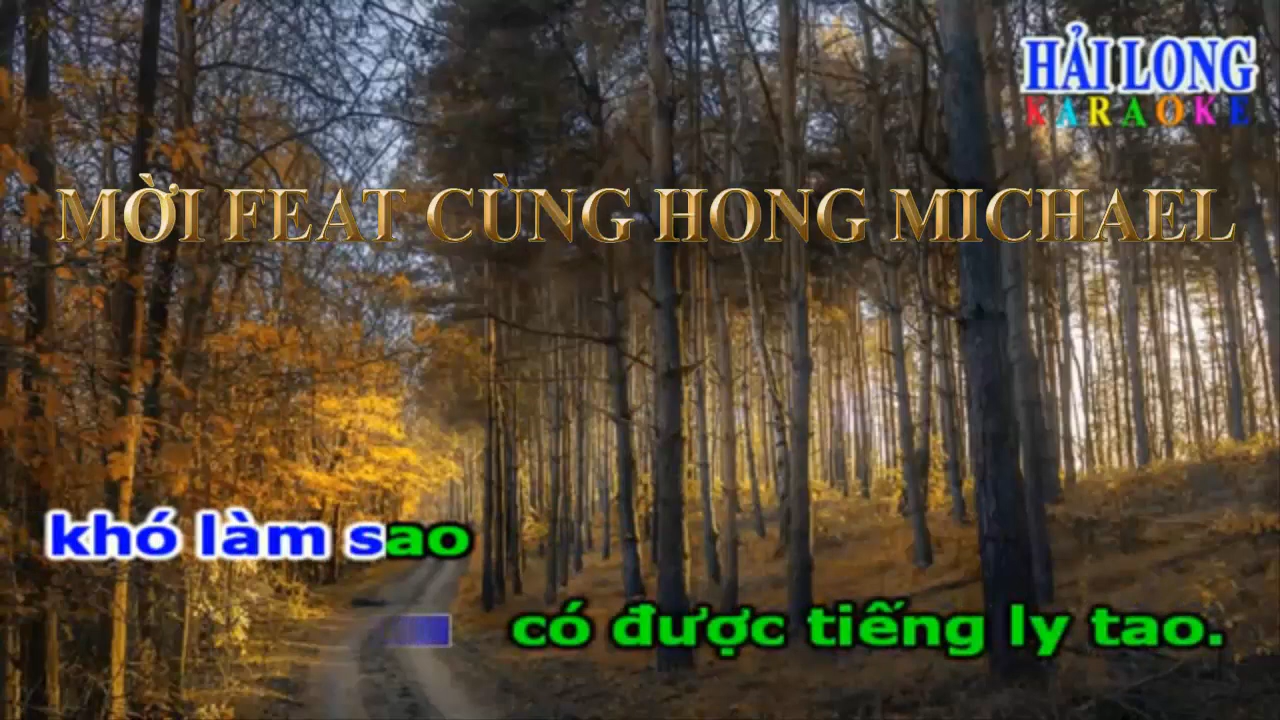 HẢI LONG
KARAOKE
MỜI FEAT CÙNG HONG MICHAEL
khó làm sao
có được tiếng ly tao.